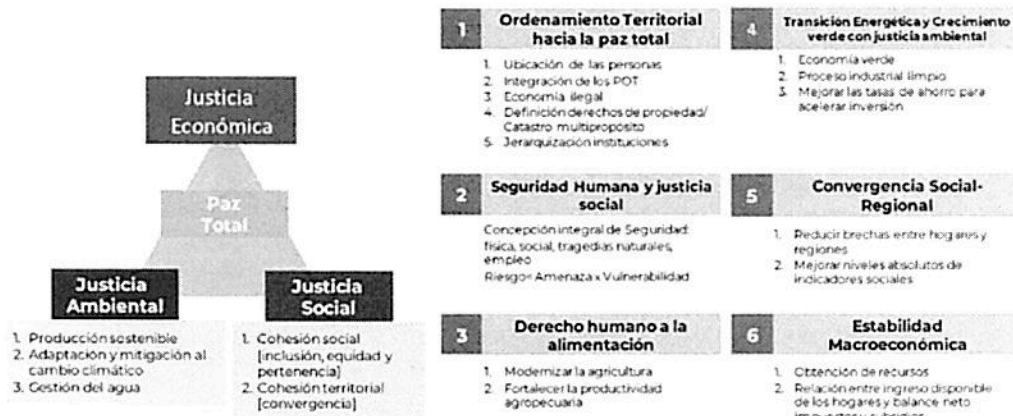 Justicia
Económica
Paz
Total
Justicia
Ambiental
1. Producción sostenible
2. Adaptación y mitigación al
cambio climático
3. Gestión del agua
Justicia
Social
1. Cohesión social
[inclusión, equidad y
pertenencia]
2. Cohesión territorial
[convergencia]
1
Ordenamiento Territorial
hacia la paz total
1. Ubicación de las personas
2. Integración de los POT
3. Economía ilegal
4. Definición derechos de propiedad/
Catastro multipropósito
5. Jerarquización instituciones
2
Seguridad Humana y justicia
social
Concepción integral de Seguridad:
física, social, tragedias naturales,
empleo
Riesgo= Amenaza x Vulnerabilidad
3
Derecho humano a la
alimentación
1. Modernizar la agricultura
2. Fortalecer la productividad
agropecuaria
4
Transición Energética y Crecimiento
verde con justicia ambiental
1. Economía verde
2. Proceso industrial limpio
3. Mejorar las tasas de ahorro para
acelerar inversión
5
Convergencia Social-
Regional
1. Reducir brechas entre hogares y
regiones
2. Mejorar niveles absolutos de
indicadores sociales
6
Estabilidad
Macroeconómica
1. Obtención de recursos
2. Relación entre ingreso disponible
de los hogares y balance neto
impuestos y subsidios